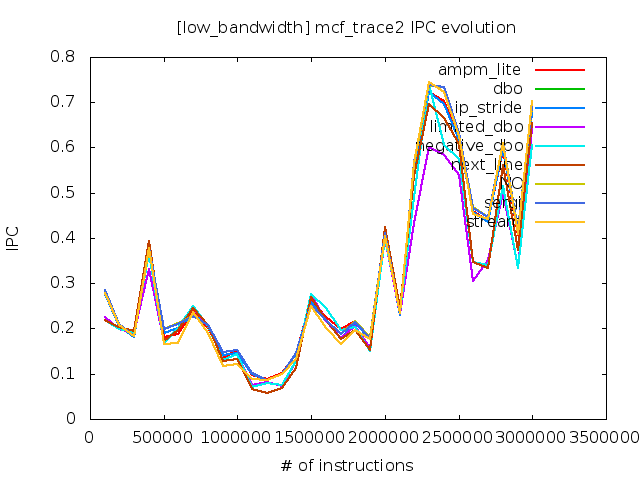 [low_bandwidth] mcf_trace2 IPC evolution
0.8
0.7
0.6
0.5
0.4
0.3
0.2
0.1
0
IPC
ampm_lite
dbo
ip_stride
limited_dbo
negative_dbo
next_line
sergi
stream
0 500000 1000000 1500000 2000000 2500000 3000000 3500000
# of instructions